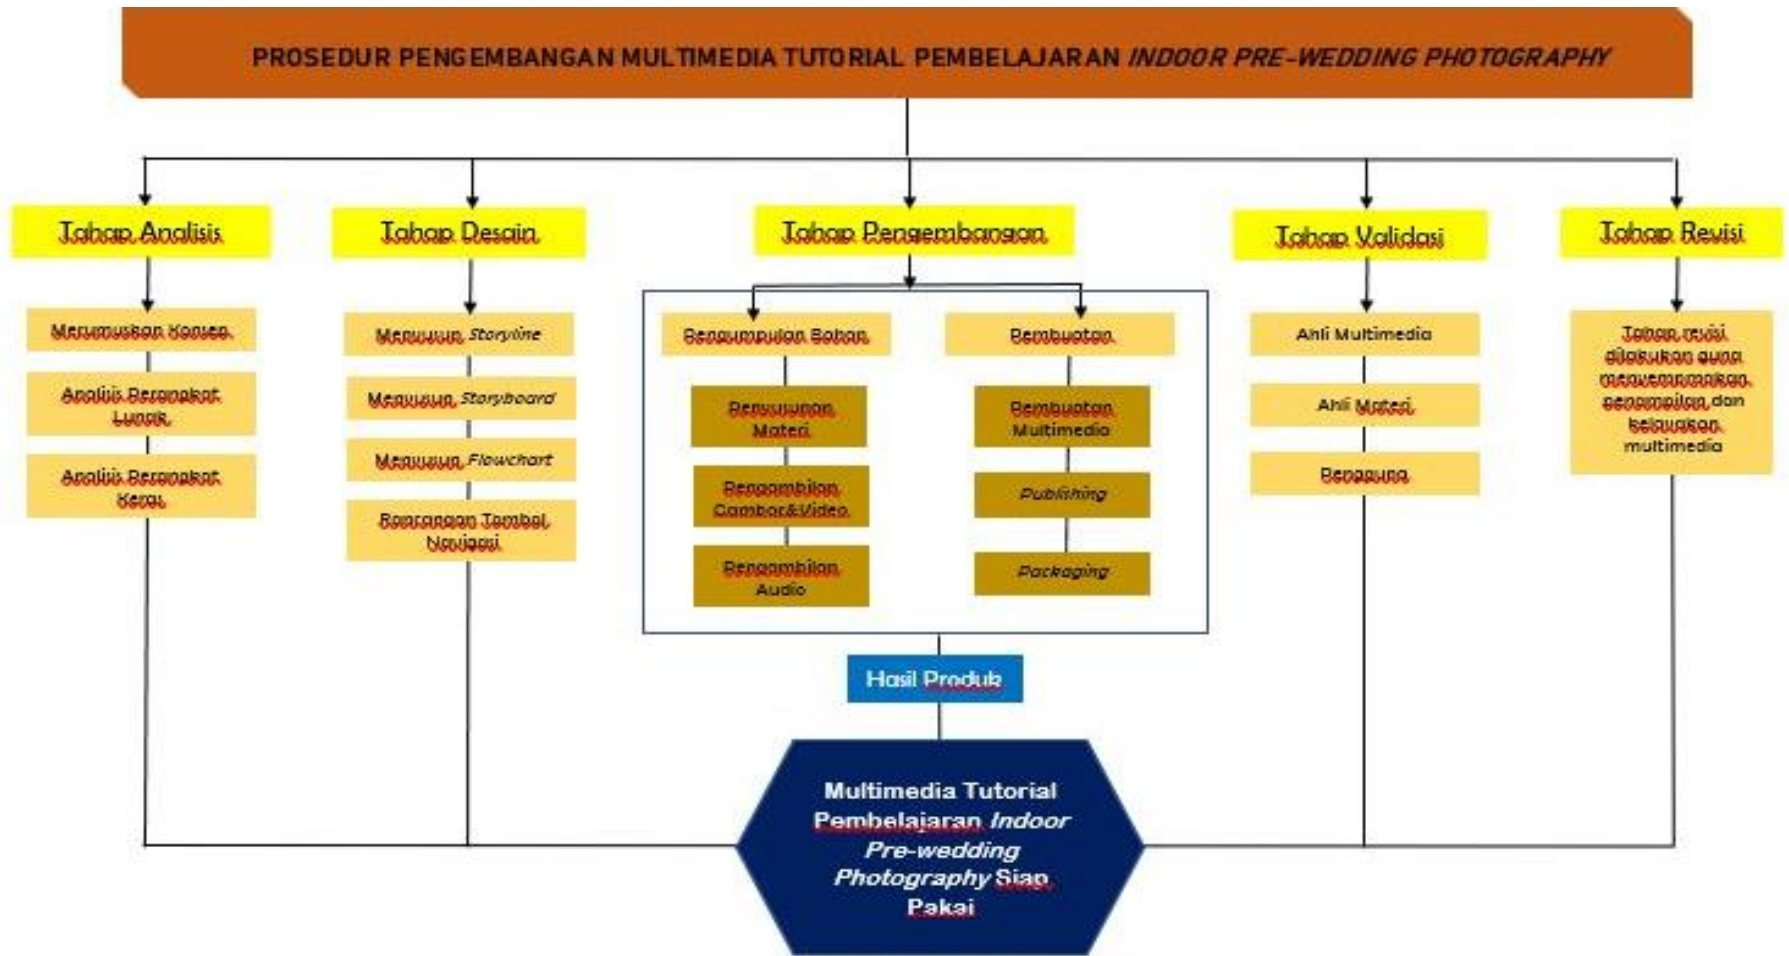 PROSEDUR PENGEMBANGAN MULTIMEDIA TUTORIAL PEMBELAJARAN INDOOR PRE-WEDDING PHOTOGRAPHY
Tahap Analisis
Merumuskan Konsep
Analisis Perangkat
Lunak
Analisis Perangkat
Keras
Tahap Desain
Menyusun Storyline
Menyusun Storyboard
Menyusun Flowchart
Rancangan Tombol
Navigasi
Tahap Pengembangan
Pengumpulan Bahan
Penyusunan
Materi
Pengambilan
Gambar&Video
Pengambilan
Audio
Pembuatan
Pembuatan
Multimedia
Publishing
Packaging
Tahap Validasi
Ahli Multimedia
Ahli Materi
Pengguna
Tahap Revisi
Tahap revisi
dilakukan guna
menyempurnakan
penampilan dan
kelayakan
multimedia
Hasil Produk
Multimedia Tutorial
Pembelajaran Indoor
Pre-wedding
Photography Siap
Pakai